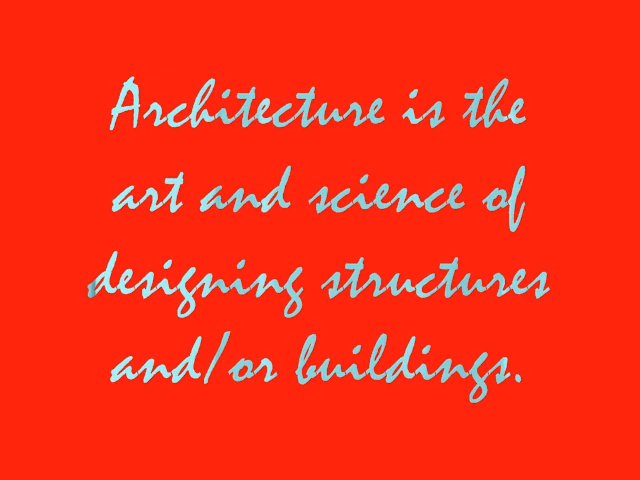 Architecture is the
art and science of
designing structures
and/or buildings.